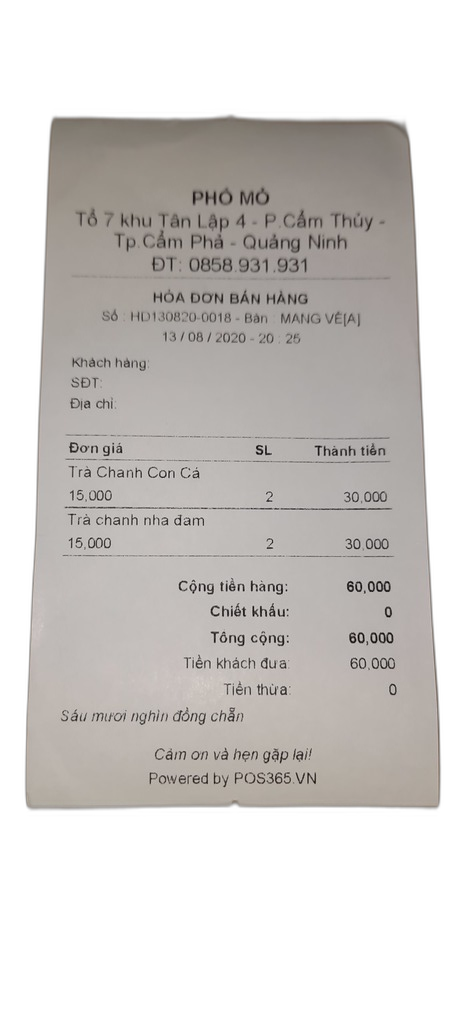 PHỐ MỎ
Tổ 7 khu Tân Lập 4 - P.Cẩm Thủy -
Tp.Cẩm Phả - Quảng Ninh
ĐT: 0858.931.931
HÓA ĐƠN BÁN HÀNG
Số : HD130820-0018 - Bàn : MANG VỀ[A]
13 / 08 / 2020 - 20 : 25
Khách hàng:
SĐT:
Địa chỉ:
Đơn giá SL Thành tiền
Trà Chanh Con Cá
15,000 2 30,000
Trà chanh nha đam
15,000 2 30,000
Cộng tiền hàng: 60,000
Chiết khấu: 0
Tổng cộng: 60,000
Tiền khách đưa: 60,000
Tiền thừa: 0
Sáu mươi nghìn đồng chẵn
Cảm ơn và hẹn gặp lại!
Powered by POS365.VN